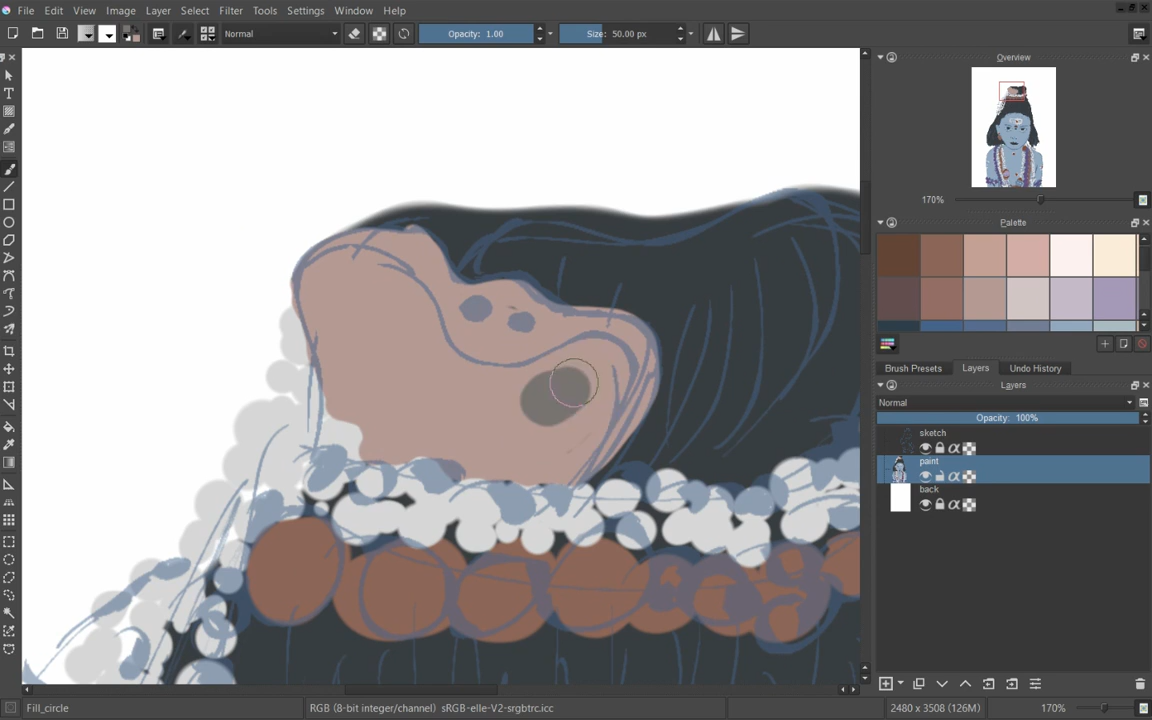 File Edit View Image Layer Select Filter Tools Settings Window Help
Normal Opacity: 1.00 Size: 50.00 px
Overview
170%
Palette
Brush Presets Layers Undo History
Layers
Normal
Opacity: 100%
sketch
paint
back
Fill_circle RGB (8-bit integer/channel) sRGB-elle-V2-srgbtrc.icc 2480 x 3508 (126M) 170%